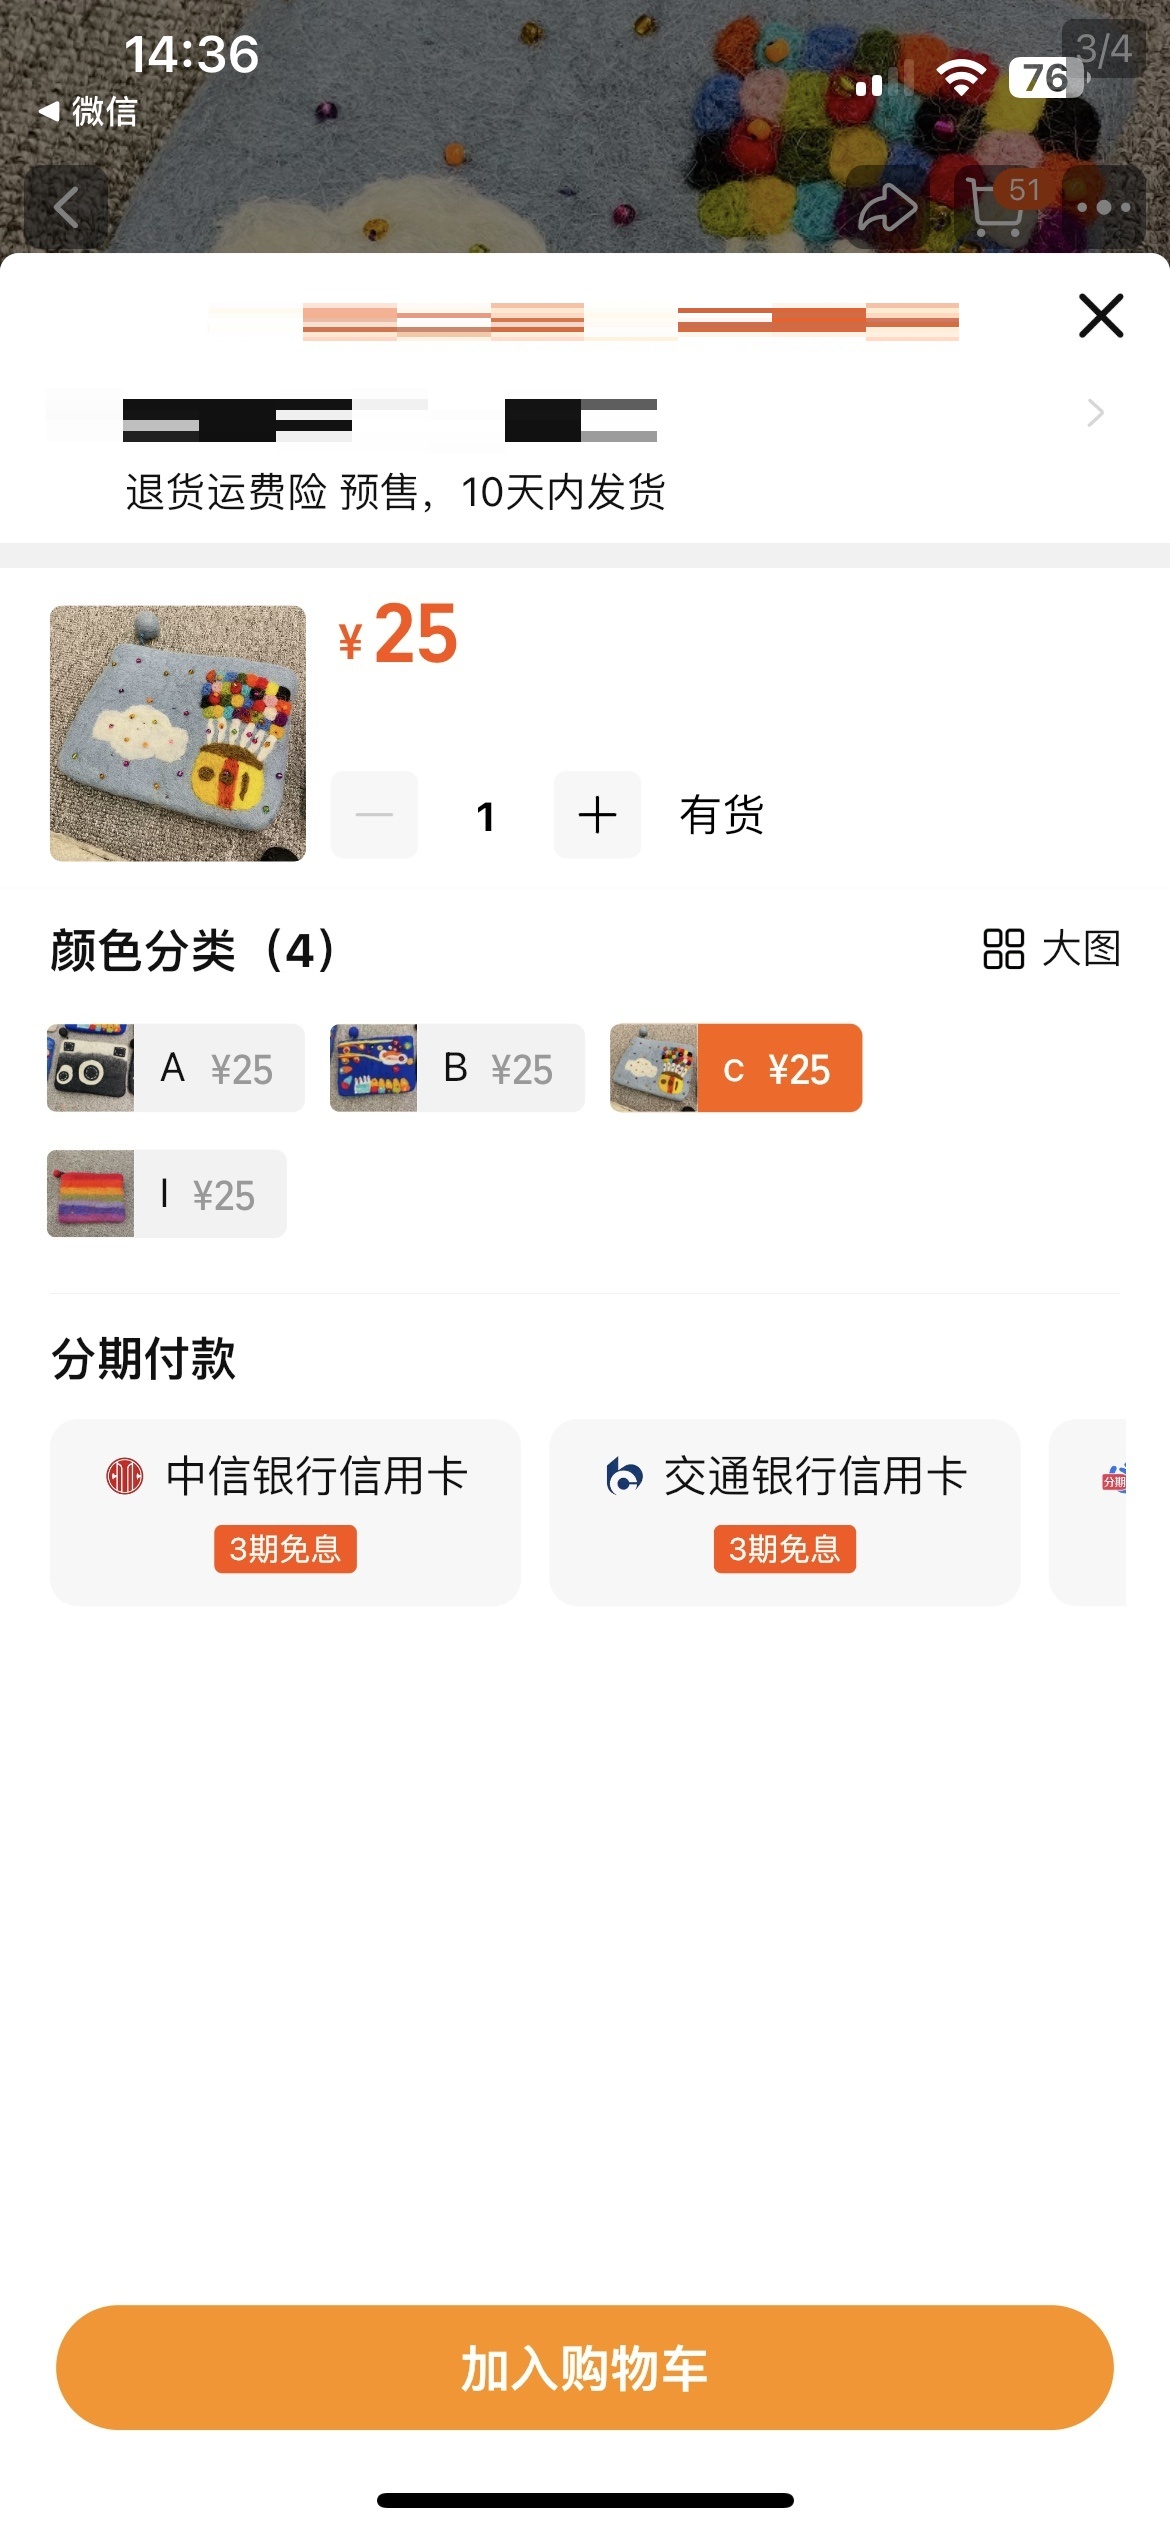 14:36
3/4
76
微信
51
退货运费险 预售，10天内发货
¥25
1
有货
颜色分类（4）
大图
A ¥25
B ¥25
c ¥25
I ¥25
分期付款
中信银行信用卡
交通银行信用卡
分期
3期免息
3期免息
加入购物车